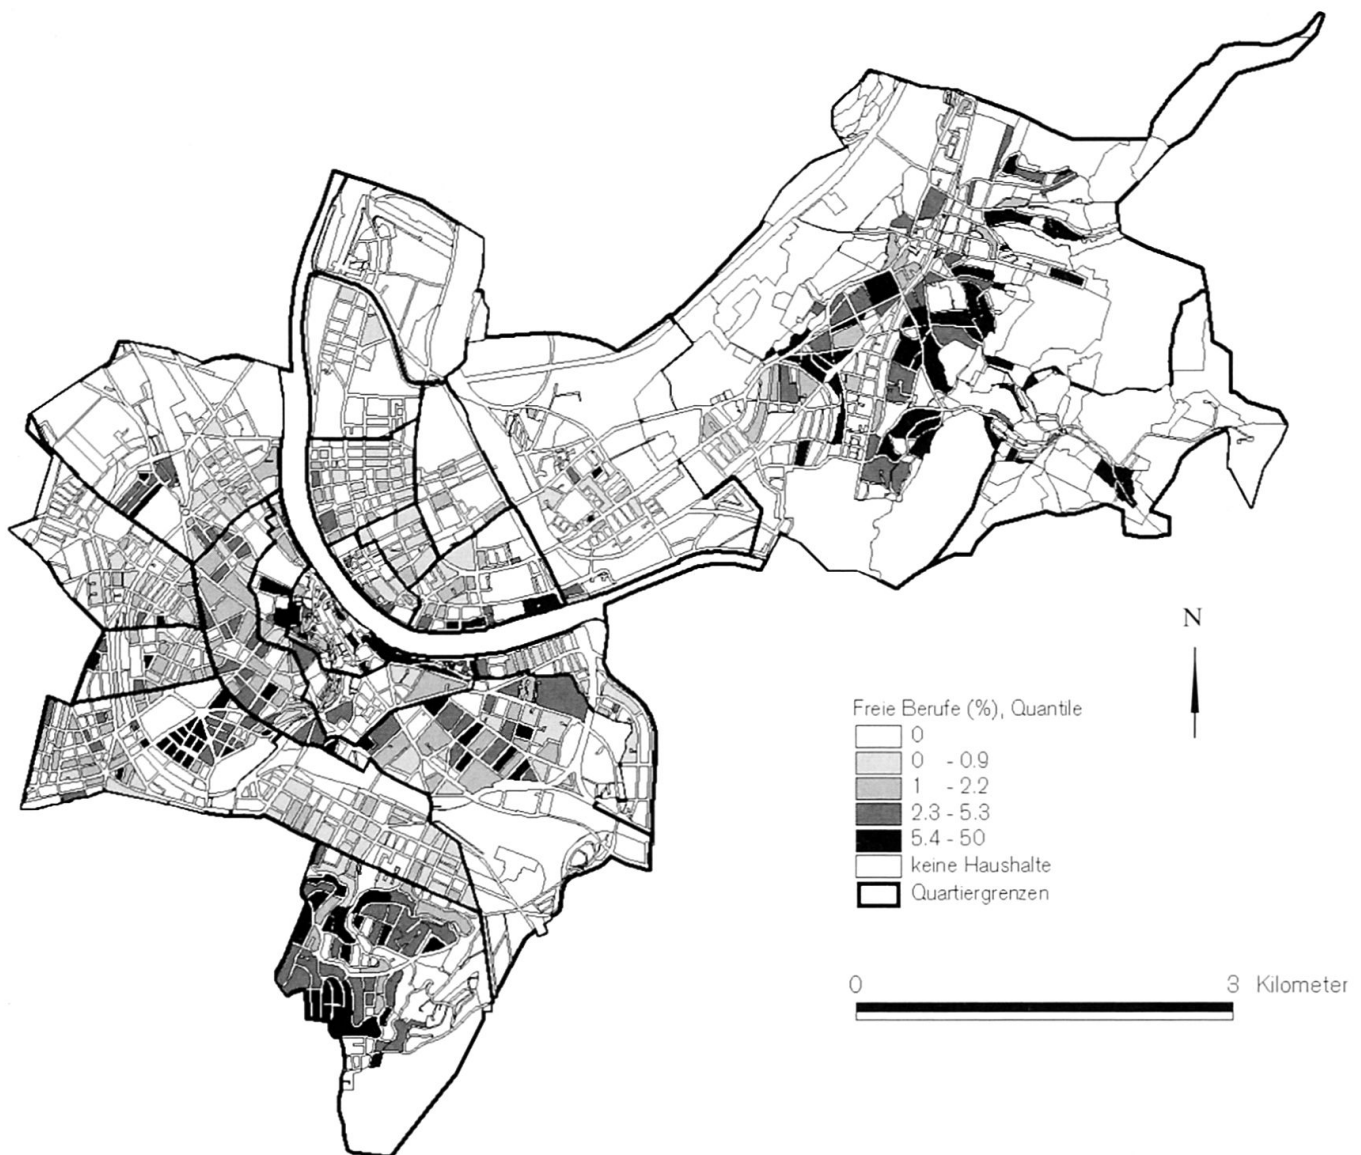 N
Freie Berufe (%), Quantile
0
0 - 0.9
1 - 2.2
2.3 - 5.3
5.4 - 50
keine Haushalte
Quartiergrenzen
0 3 Kilometer